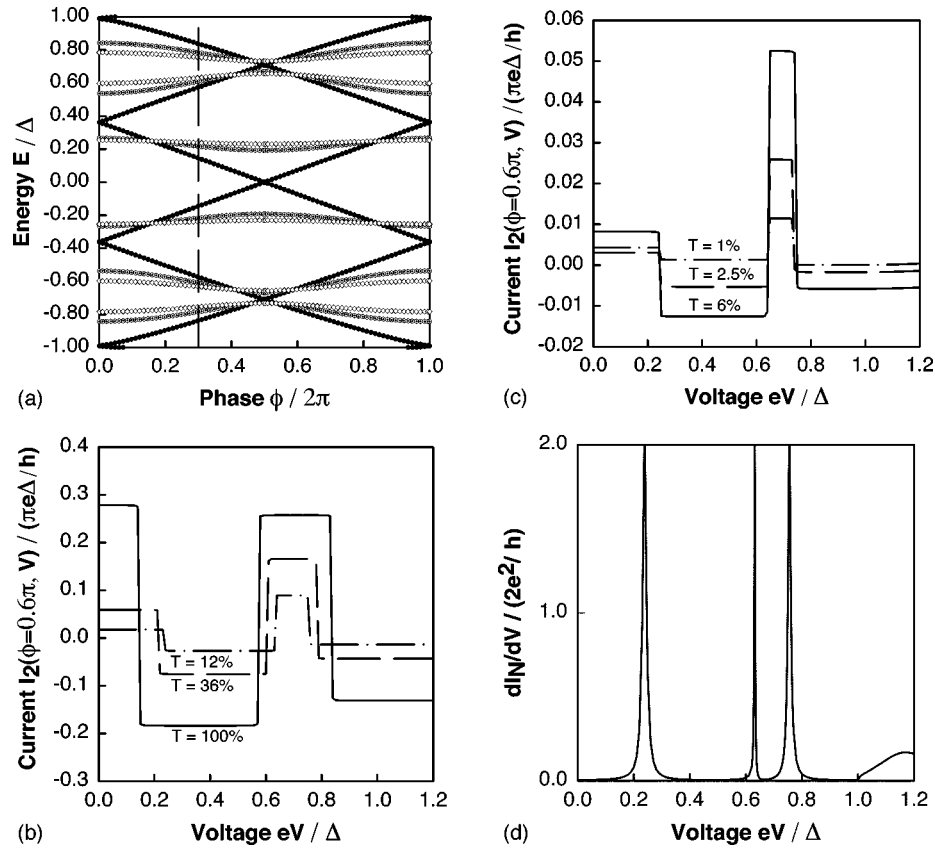 1.00
0.80
0.60
0.40
0.20
0.00
-0.20
-0.40
-0.60
-0.80
-1.00
Energy E / Δ
0.0 0.2 0.4 0.6 0.8 1.0
Phase ϕ / 2π
(a)
0.06
0.05
0.04
0.03
0.02
0.01
0.00
-0.01
-0.02
Current I₂(ϕ=0.6π, V) / (πeΔ/h)
T = 1%
T = 2.5%
T = 6%
0.0 0.2 0.4 0.6 0.8 1.0 1.2
Voltage eV / Δ
(c)
0.4
0.3
0.2
0.1
0.0
-0.1
-0.2
-0.3
Current I₂(ϕ=0.6π, V) / (πeΔ/h)
T = 12%
T = 36%
T = 100%
0.0 0.2 0.4 0.6 0.8 1.0 1.2
Voltage eV / Δ
(b)
2.0
1.0
0.0
dI_N/dV / (2e²/h)
0.0 0.2 0.4 0.6 0.8 1.0 1.2
Voltage eV / Δ
(d)